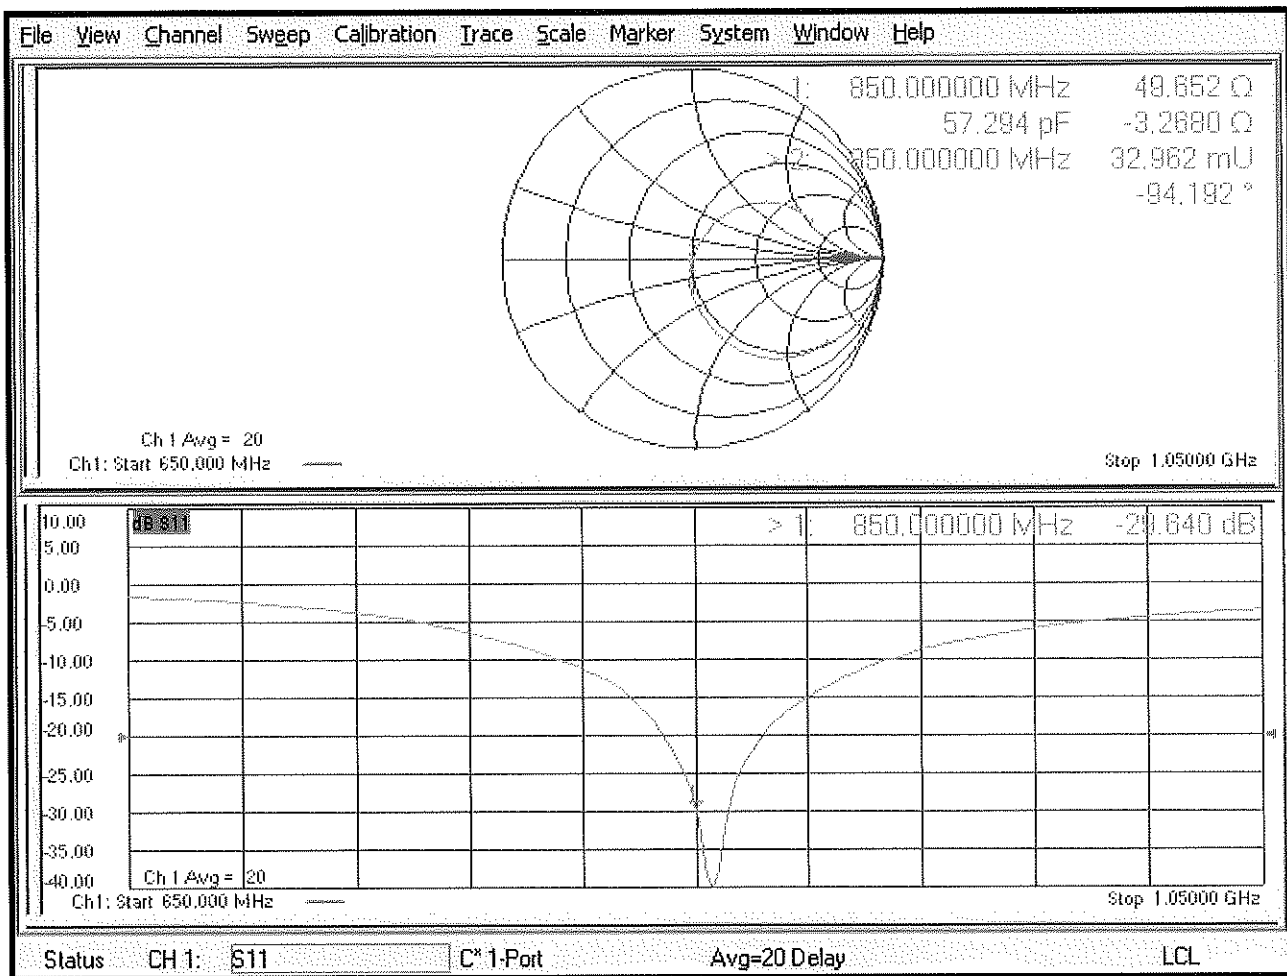 File View Channel Sweep Calibration Trace Scale Marker System Window Help
1: 850.000000 MHz 49.652 Ω
57.294 pF -3.2680 Ω
> 2: 850.000000 MHz 32.962 mU
-94.192 °
Ch 1 Avg = 20
Ch1: Start 650.000 MHz
Stop 1.05000 GHz
10.00
dB S11
> 1: 850.000000 MHz -29.640 dB
5.00
0.00
-5.00
-10.00
-15.00
-20.00
-25.00
-30.00
-35.00
-40.00
Ch 1 Avg = 20
Ch1: Start 650.000 MHz
Stop 1.05000 GHz
Status CH 1: S11 C* 1-Port Avg=20 Delay LCL